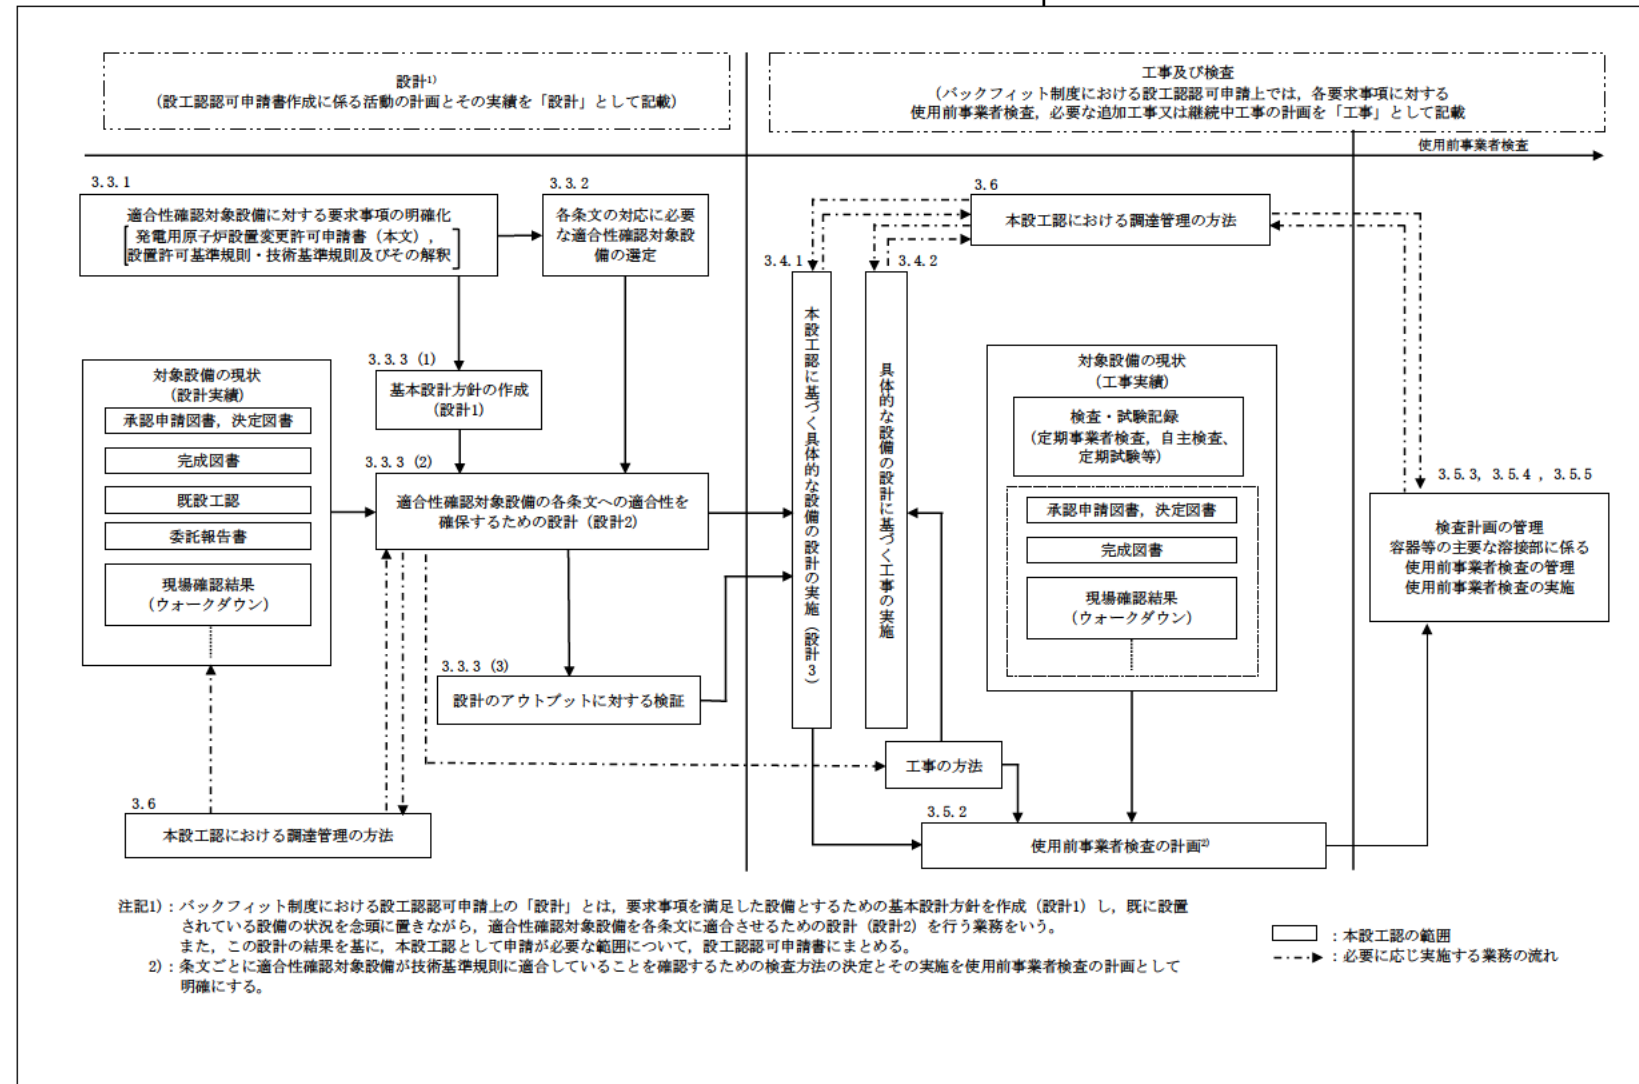 設計1)
(設工認認可申請書作成に係る活動の計画とその実績を「設計」として記載)
工事及び検査
(バックフィット制度における設工認認可申請上では，各要求事項に対する
使用前事業者検査，必要な追加工事又は継続中工事の計画を「工事」として記載
使用前事業者検査
3.3.1
適合性確認対象設備に対する要求事項の明確化
発電用原子炉設置変更許可申請書（本文），
設置許可基準規則・技術基準規則及びその解釈
3.3.2
各条文の対応に必要
な適合性確認対象設
備の選定
3.6
本設工認における調達管理の方法
3.4.1
本設工認に基づく具体的な設備の設計の実施（設計3）
3.4.2
具体的な設備の設計に基づく工事の実施
3.3.3 (1)
基本設計方針の作成
(設計1)
対象設備の現状
(設計実績)
承認申請図書，決定図書
完成図書
既設工認
委託報告書
現場確認結果
(ウォークダウン)
3.3.3 (2)
適合性確認対象設備の各条文への適合性を
確保するための設計（設計2）
3.3.3 (3)
設計のアウトプットに対する検証
対象設備の現状
(工事実績)
検査・試験記録
(定期事業者検査，自主検査、
定期試験等)
承認申請図書，決定図書
完成図書
現場確認結果
(ウォークダウン)
3.5.3, 3.5.4 , 3.5.5
検査計画の管理
容器等の主要な溶接部に係る
使用前事業者検査の管理
使用前事業者検査の実施
工事の方法
3.6
本設工認における調達管理の方法
3.5.2
使用前事業者検査の計画2)
注記1)：バックフィット制度における設工認認可申請上の「設計」とは，要求事項を満足した設備とするための基本設計方針を作成（設計1）し，既に設置
されている設備の状況を念頭に置きながら，適合性確認対象設備を各条文に適合させるための設計（設計2）を行う業務をいう。
また，この設計の結果を基に，本設工認として申請が必要な範囲について，設工認認可申請書にまとめる。
2)：条文ごとに適合性確認対象設備が技術基準規則に適合していることを確認するための検査方法の決定とその実施を使用前事業者検査の計画として
明確にする。
：本設工認の範囲
：必要に応じ実施する業務の流れ